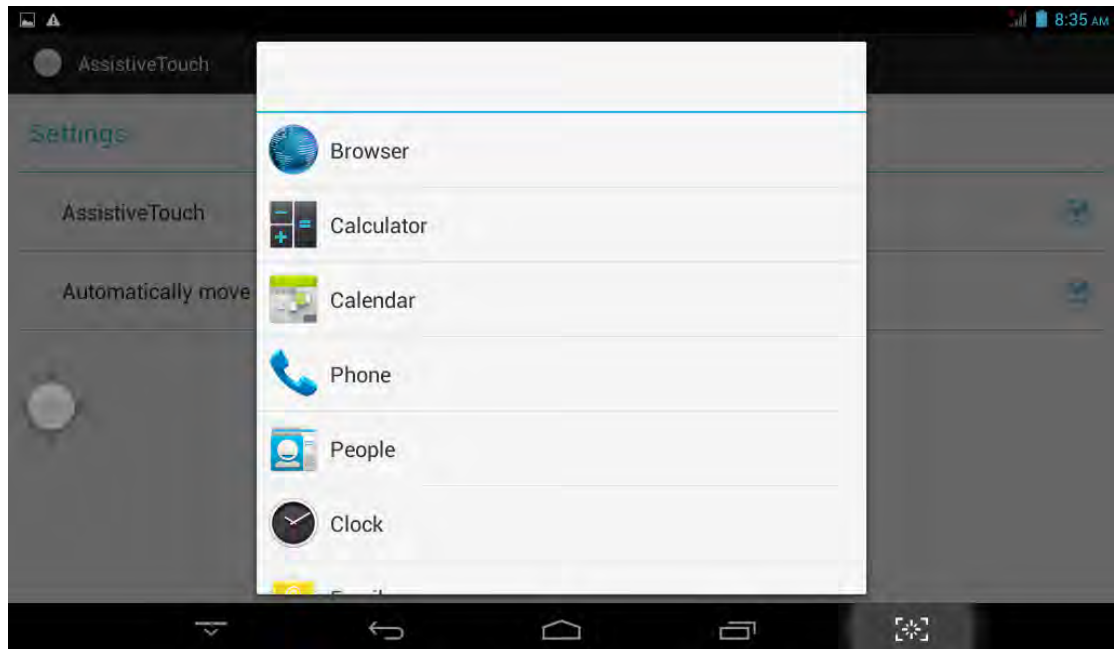 8:35 AM
AssistiveTouch
Settings
AssistiveTouch
Automatically move
Browser
Calculator
Calendar
Phone
People
Clock